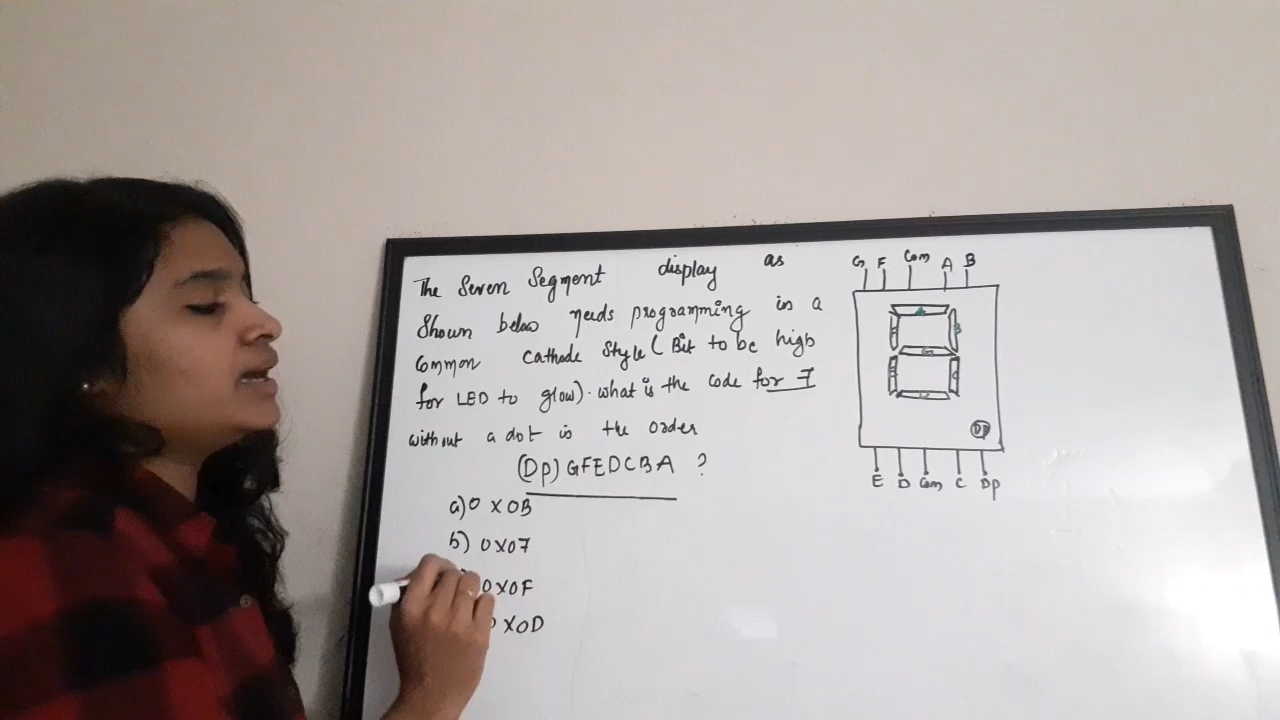 The Seven Segment display as
Shown below needs programming in a
Common Cathode Style (Bit to be high
for LED to glow). what is the code for 7
without a dot is the order
(Dp) GFEDCBA ?
a) 0 X 0B
b) 0X07
0X0F
X0D
G F Com A B
A
B
G
C
D
DP
E D Com C Dp